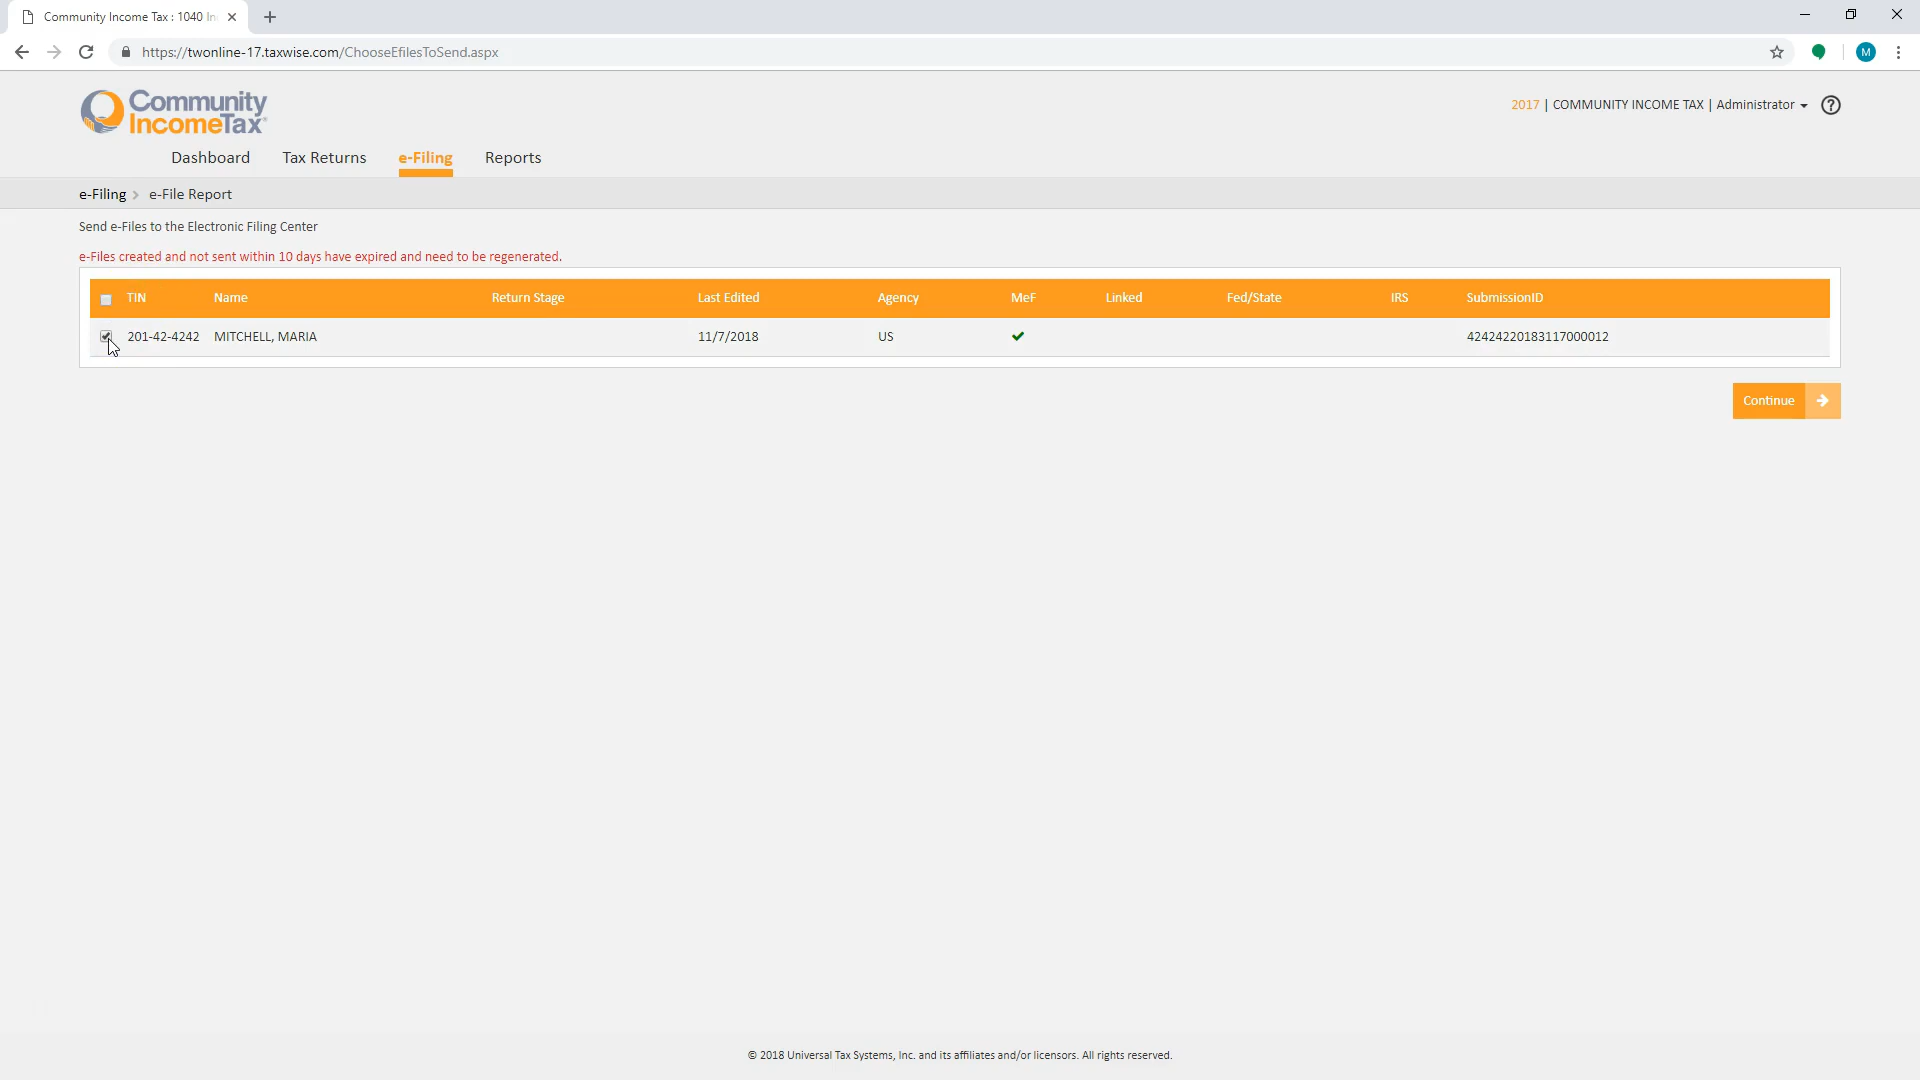 Community Income Tax : 1040 In
https://twonline-17.taxwise.com/ChooseEfilesToSend.aspx
M
Community
IncomeTax
2017 | COMMUNITY INCOME TAX | Administrator
?
Dashboard Tax Returns e-Filing Reports
e-Filing > e-File Report
Send e-Files to the Electronic Filing Center
e-Files created and not sent within 10 days have expired and need to be regenerated.
TIN Name Return Stage Last Edited Agency MeF Linked Fed/State IRS SubmissionID
201-42-4242 MITCHELL, MARIA 11/7/2018 US 42424220183117000012
Continue
© 2018 Universal Tax Systems, Inc. and its affiliates and/or licensors. All rights reserved.